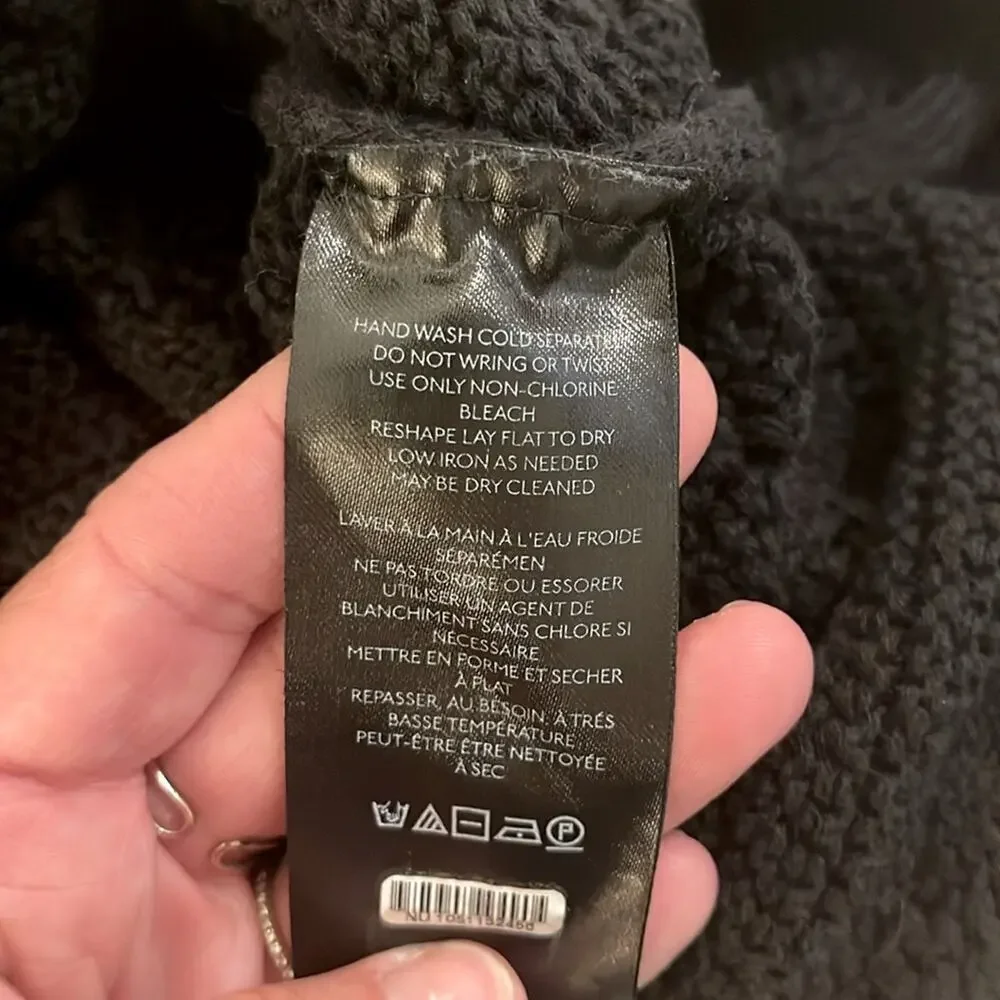 HAND WASH COLD SEPARATELY
DO NOT WRING OR TWIST
USE ONLY NON-CHLORINE
BLEACH
RESHAPE LAY FLAT TO DRY
LOW IRON AS NEEDED
MAY BE DRY CLEANED
LAVER À LA MAIN À L'EAU FROIDE
SÉPARÉMEN
NE PAS TORDRE OU ESSORER
UTILISER UN AGENT DE
BLANCHIMENT SANS CHLORE SI
NÉCESSAIRE
METTRE EN FORME ET SECHER
À PLAT
REPASSER, AU BESOIN, À TRÉS
BASSE TEMPÉRATURE
PEUT-ÊTRE ÊTRE NETTOYÉE
À SEC
P